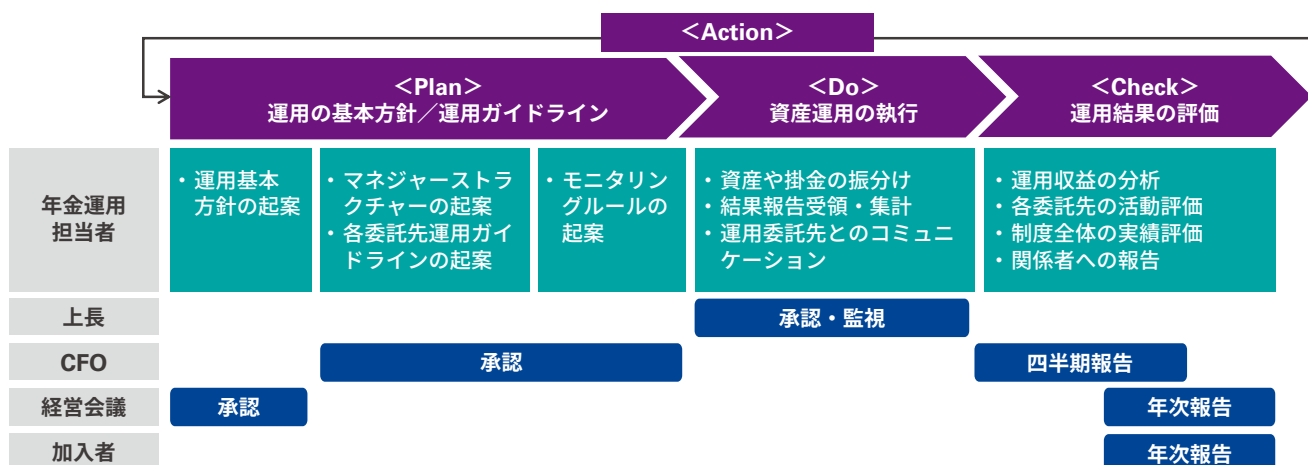 ＜Action＞
＜Plan＞
運用の基本方針／運用ガイドライン
＜Do＞
資産運用の執行
＜Check＞
運用結果の評価
年金運用
担当者
・運用基本
方針の起案
・マネジャーストラ
クチャーの起案
・各委託先運用ガイ
ドラインの起案
・モニタリン
グルールの
起案
・資産や掛金の振分け
・結果報告受領・集計
・運用委託先とのコミュニ
ケーション
・運用収益の分析
・各委託先の活動評価
・制度全体の実績評価
・関係者への報告
上長
承認・監視
CFO
承認
四半期報告
経営会議
承認
年次報告
加入者
年次報告